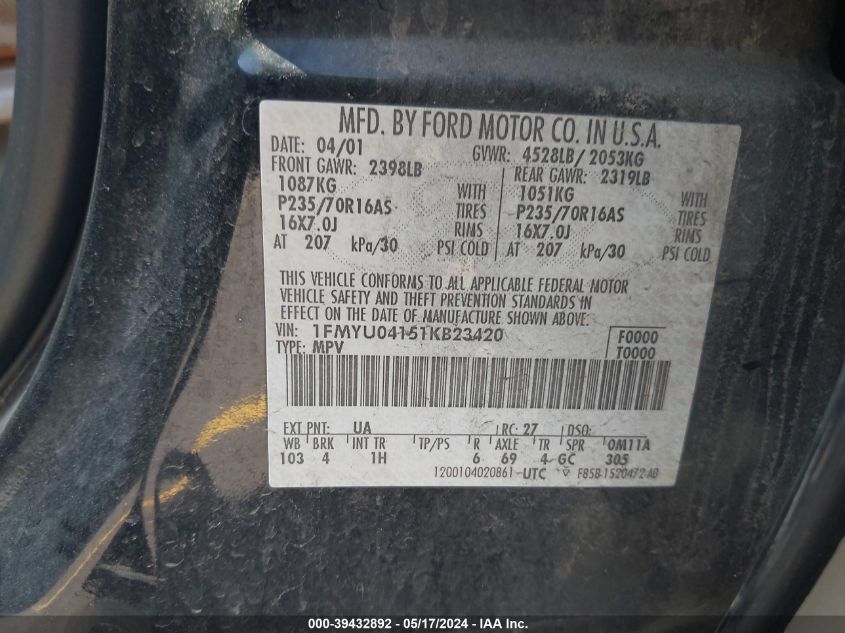 MFD. BY FORD MOTOR CO. IN U.S.A.
DATE: 04/01 GVWR: 4528LB/ 2053KG
FRONT GAWR: 2398LB REAR GAWR: 2319LB
1087KG WITH 1051KG WITH
P235/70R16AS TIRES P235/70R16AS TIRES
16X7.0J RIMS 16X7.0J RIMS
AT 207 kPa/30 PSI COLD AT 207 kPa/30 PSI COLD
THIS VEHICLE CONFORMS TO ALL APPLICABLE FEDERAL MOTOR
VEHICLE SAFETY AND THEFT PREVENTION STANDARDS IN
EFFECT ON THE DATE OF MANUFACTURE SHOWN ABOVE.
VIN: 1FMYU04151KB23420 F0000
TYPE: MPV T0000
EXT PNT: UA RC: 27 DSO:
WB BRK INT TR TP/PS R AXLE TR SPR 0M11A
103 4 1H 6 69 4 GC 305
1200104020861-UTC F85B-1520472-AB
000-39432892 - 05/17/2024 - IAAI Inc.